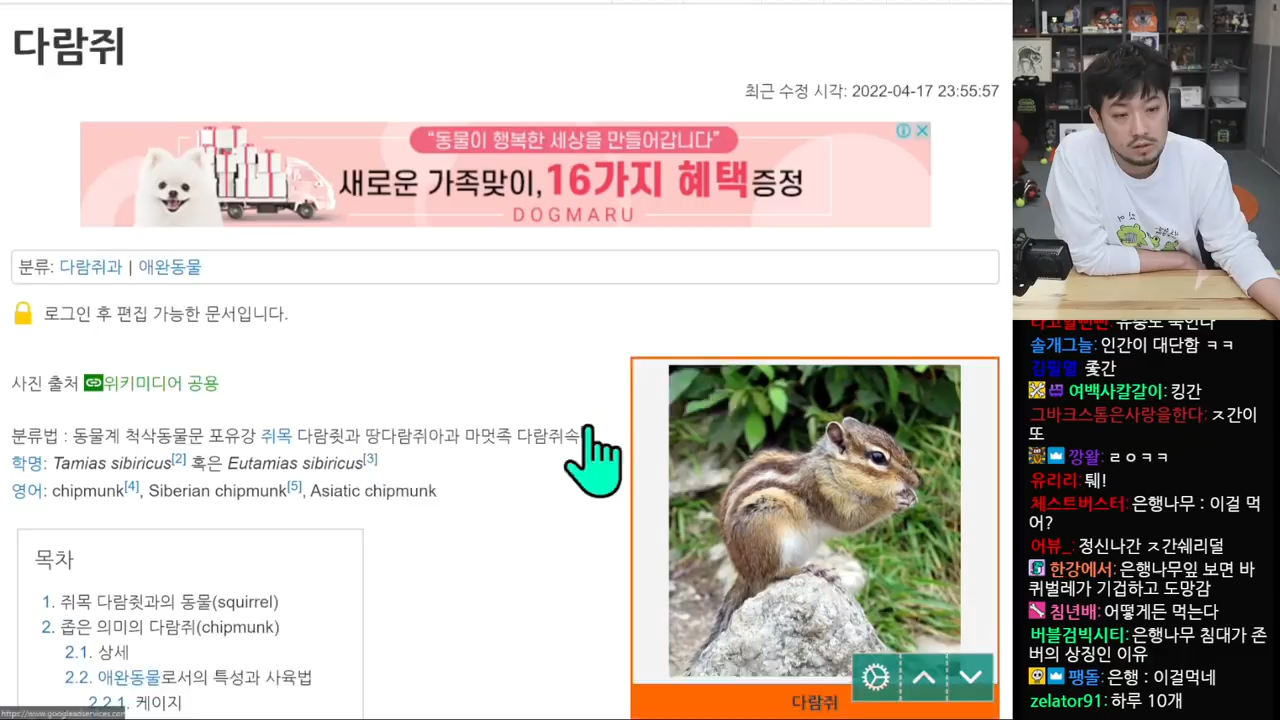 다람쥐
최근 수정 시각: 2022-04-17 23:55:57
“동물이 행복한 세상을 만들어갑니다”
새로운 가족맞이, 16가지 혜택증정
DOGMARU
분류: 다람쥐과 | 애완동물
로그인 후 편집 가능한 문서입니다.
사진 출처 위키미디어 공용
분류법 : 동물계 척삭동물문 포유강 쥐목 다람쥣과 땅다람쥐아과 마멋족 다람쥐속
학명: Tamias sibiricus[2] 혹은 Eutamias sibiricus[3]
영어: chipmunk[4], Siberian chipmunk[5], Asiatic chipmunk
목차
1. 쥐목 다람쥣과의 동물(squirrel)
2. 좁은 의미의 다람쥐(chipmunk)
2.1. 상세
2.2. 애완동물로서의 특성과 사육법
2.2.1. 케이지
다람쥐
https://www.googleadservices.com
솔개그늘: 인간이 대단함 ㅋㅋ
김필멸: 좆간
여백사칼갈이: 킹간
그바크스톰은사랑을한다: ㅈ간이
또
깡왈: ㄹㅇㅋㅋ
유리리: 퉤!
체스트버스터: 은행나무 : 이걸 먹
어?
어뷰_: 정신나간 ㅈ간쉐리덜
한강에서: 은행나무잎 보면 바
퀴벌레가 기겁하고 도망감
침년배: 어떻게든 먹는다
버블검빅시티: 은행나무 침대가 존
버의 상징인 이유
팽돌: 은행 : 이걸먹네
zelator91: 하루 10개